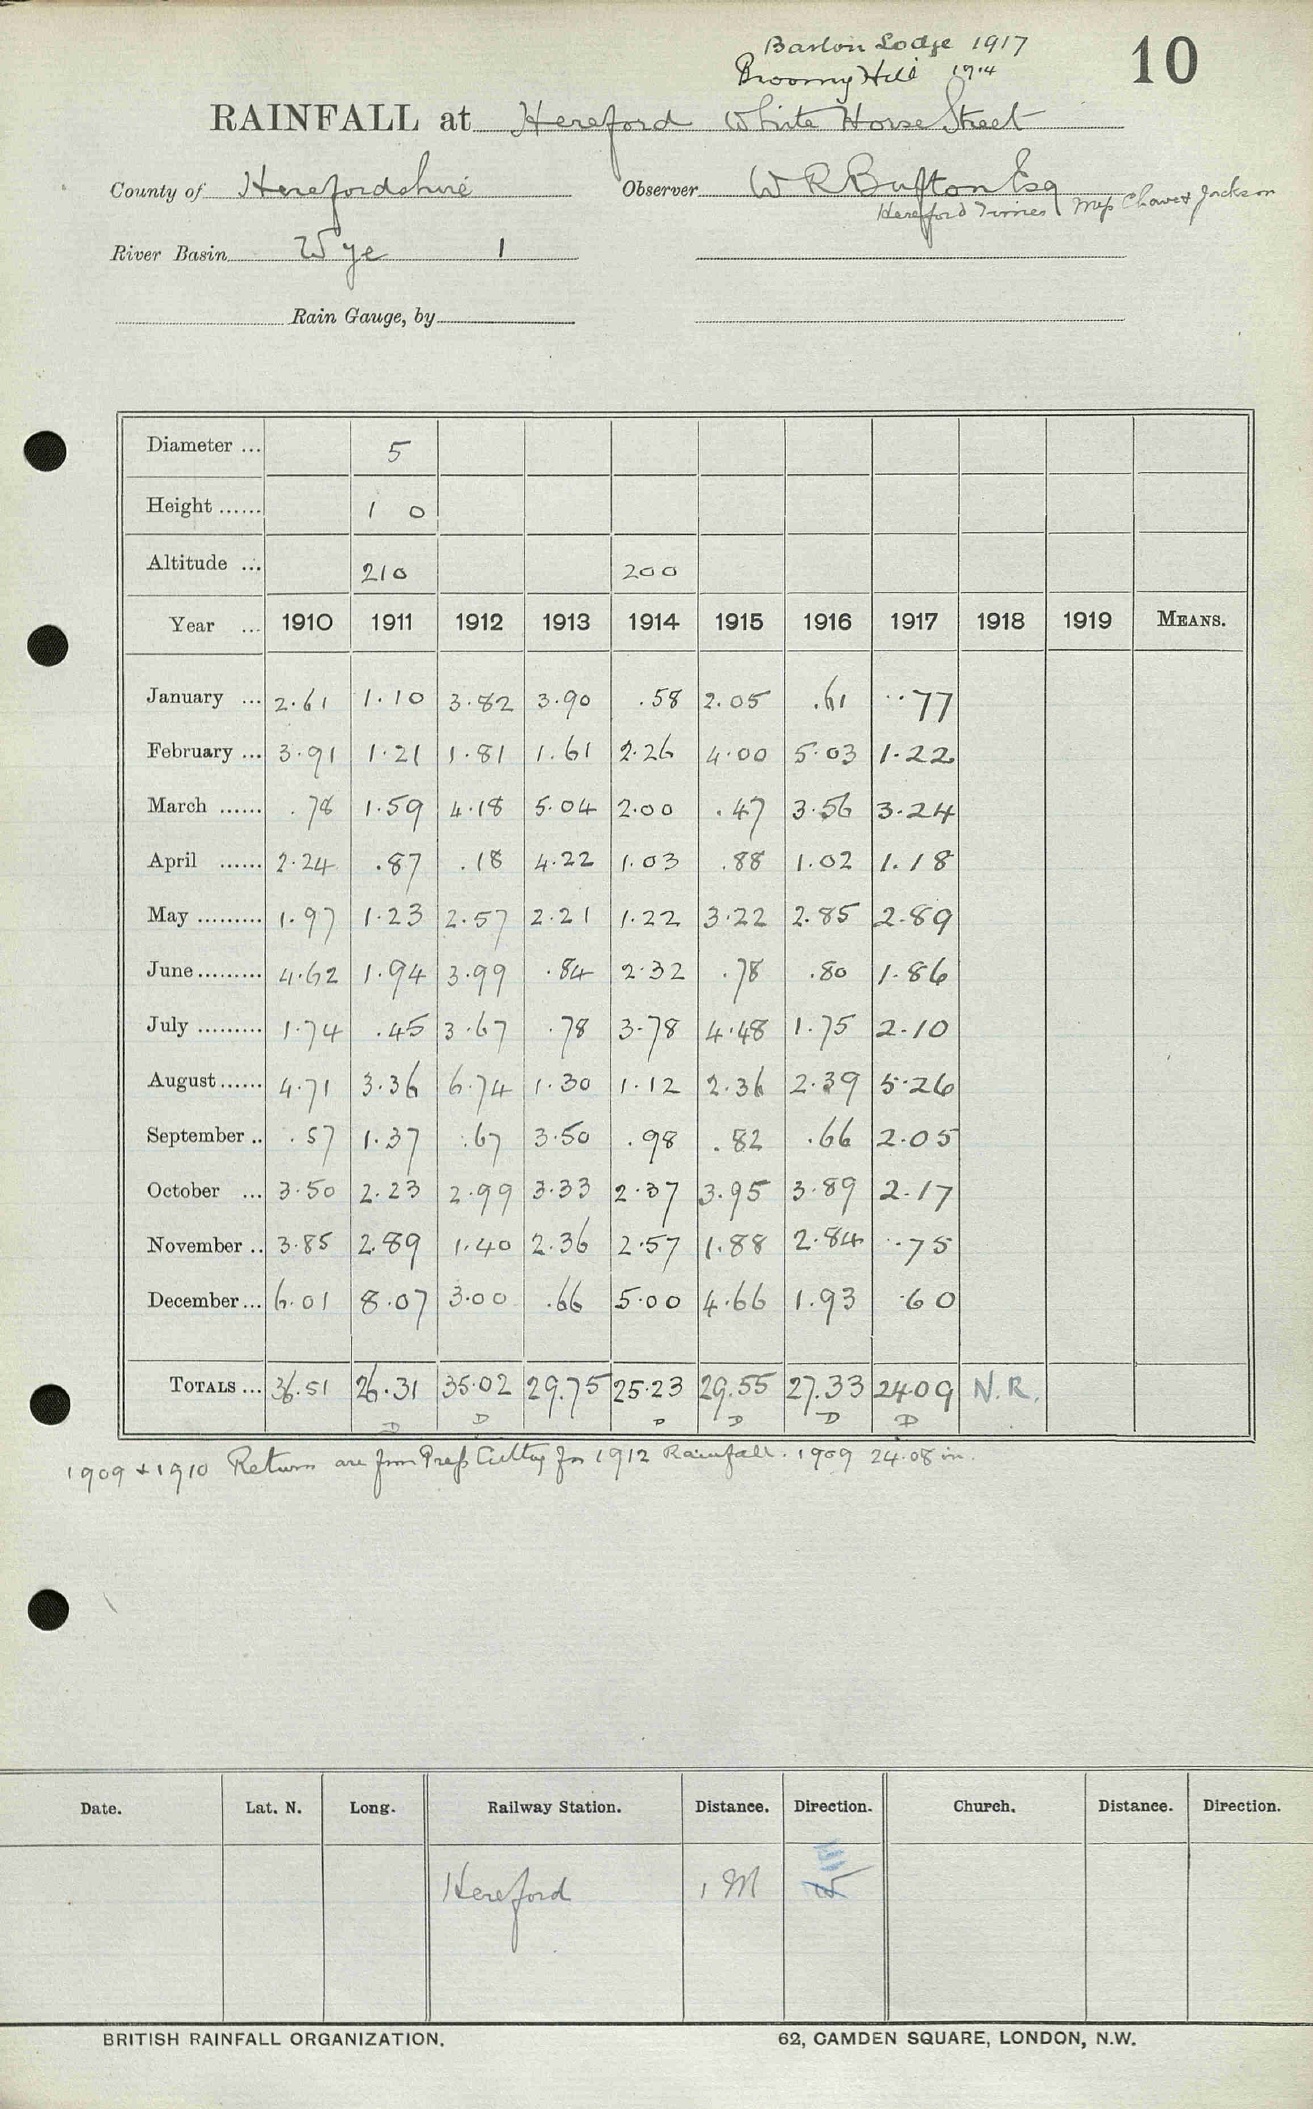 Barton Lodge 1917
10
Broomy Hill 1914
RAINFALL at Hereford White Horse Street
County of Herefordshire Observer W R Bufton Esq
Hereford Times Jackson
River Basin Wye 1
Rain Gauge, by
Diameter ... 5
Height ...... 1 0
Altitude ... 210 200
Year ... 1910 1911 1912 1913 1914 1915 1916 1917 1918 1919 MEANS.
January ... 2.61 1.10 3.82 3.90 .58 2.05 .61 .77
February ... 3.91 1.21 1.81 1.61 2.26 4.00 5.03 1.22
March ...... .78 1.59 4.18 5.04 2.00 .47 3.56 3.24
April ...... 2.24 .87 .18 4.22 1.03 .88 1.02 1.18
May ......... 1.97 1.23 2.57 2.21 1.22 3.22 2.85 2.89
June ......... 4.62 1.94 3.99 .84 2.32 .78 .80 1.86
July ......... 1.74 .45 3.67 .78 3.78 4.48 1.75 2.10
August ...... 4.71 3.36 6.74 1.30 1.12 2.36 2.39 5.26
September .. .57 1.37 .67 3.50 .98 .82 .66 2.05
October ... 3.50 2.23 2.99 3.33 2.37 3.95 3.89 2.17
November .. 3.85 2.89 1.40 2.36 2.57 1.88 2.84 .75
December ... 6.01 8.07 3.00 .66 5.00 4.66 1.93 .60
TOTALS ... 36.51 26.31 35.02 29.75 25.23 29.55 27.33 24.09 N.R.
D D D D D D
1909 & 1910 Return are from Press Cutting for 1912 Rainfall. 1909 24.08 in.
Date. Lat. N. Long. Railway Station. Distance. Direction. Church. Distance. Direction.
Hereford 1 M
BRITISH RAINFALL ORGANIZATION. 62, CAMDEN SQUARE, LONDON, N.W.